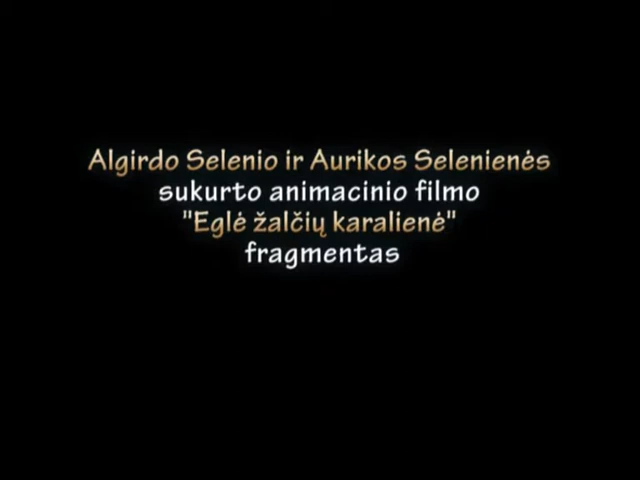 Algirdo Selenio ir Aurikos Selenienės
sukurto animacinio filmo
"Eglė žalčių karalienė"
fragmentas